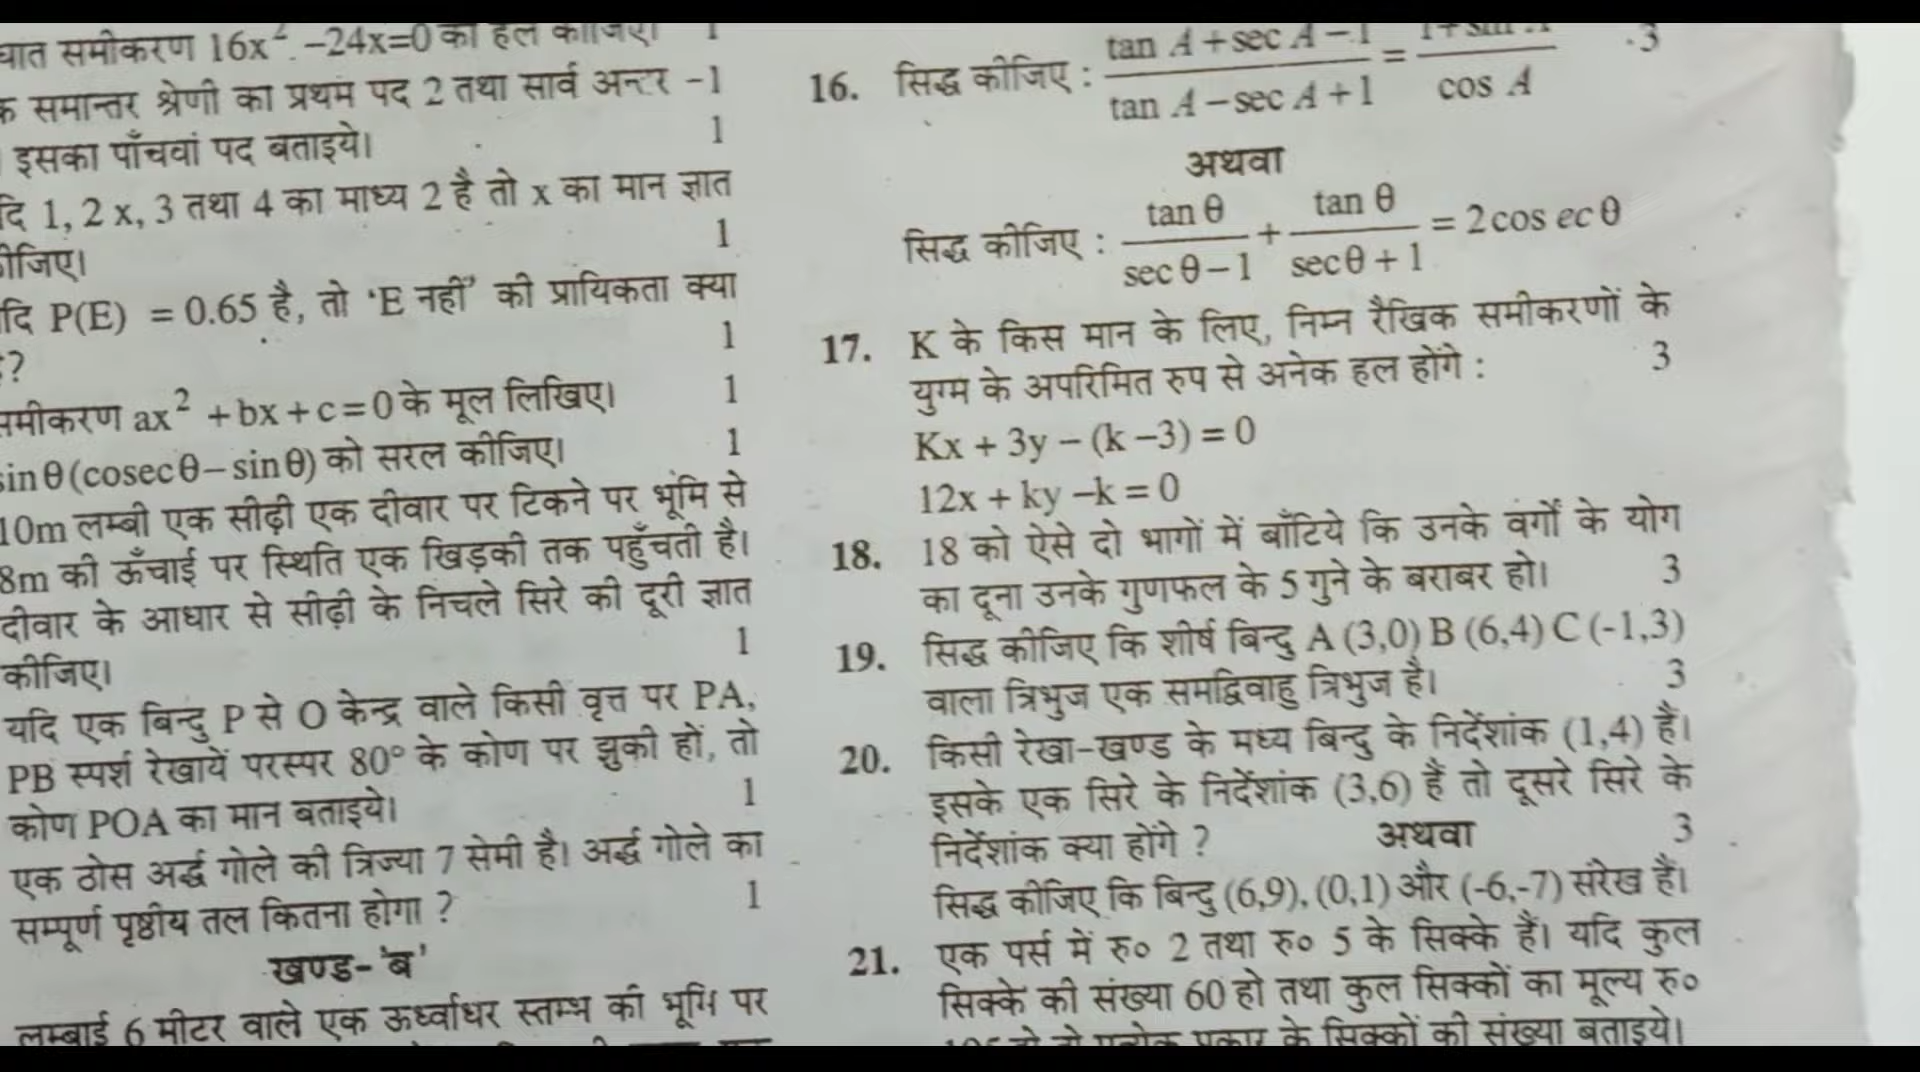 घात समीकरण 16x² -24x=0 का हल कीजिए। 1
समान्तर श्रेणी का प्रथम पद 2 तथा सार्व अन्तर -1
इसका पाँचवां पद बताइये। 1
1, 2 x, 3 तथा 4 का माध्य 2 है तो x का मान ज्ञात
1
P(E) = 0.65 है, तो 'E नहीं' की प्रायिकता क्या
? 1
समीकरण ax² +bx+c=0 के मूल लिखिए। 1
sinθ(cosecθ-sinθ) को सरल कीजिए। 1
10m लम्बी एक सीढ़ी एक दीवार पर टिकने पर भूमि से
8m की ऊँचाई पर स्थिति एक खिड़की तक पहुँचती है।
दीवार के आधार से सीढ़ी के निचले सिरे की दूरी ज्ञात
कीजिए। 1
यदि एक बिन्दु P से O केन्द्र वाले किसी वृत्त पर PA,
PB स्पर्श रेखायें परस्पर 80° के कोण पर झुकी हों, तो
कोण POA का मान बताइये। 1
एक ठोस अर्द्ध गोले की त्रिज्या 7 सेमी है। अर्द्ध गोले का
सम्पूर्ण पृष्ठीय तल कितना होगा ? 1
खण्ड-'ब'
लम्बाई 6 मीटर वाले एक ऊर्ध्वाधर स्तम्भ की भूमि पर
16. सिद्ध कीजिए : (tan A+sec A-1)/(tan A-sec A+1) = (1+sin A)/(cos A) 3
अथवा
सिद्ध कीजिए : tan θ/(sec θ-1) + tan θ/(secθ+1) = 2 cos ec θ
17. K के किस मान के लिए, निम्न रैखिक समीकरणों के
युग्म के अपरिमित रुप से अनेक हल होंगे : 3
Kx + 3y – (k –3) = 0
12x + ky –k = 0
18. 18 को ऐसे दो भागों में बाँटिये कि उनके वर्गों के योग
का दूना उनके गुणफल के 5 गुने के बराबर हो। 3
19. सिद्ध कीजिए कि शीर्ष बिन्दु A (3,0) B (6,4) C (-1,3)
वाला त्रिभुज एक समद्विवाहु त्रिभुज है। 3
20. किसी रेखा-खण्ड के मध्य बिन्दु के निर्देशांक (1,4) हैं।
इसके एक सिरे के निर्देशांक (3,6) हैं तो दूसरे सिरे के
निर्देशांक क्या होंगे ? अथवा 3
सिद्ध कीजिए कि बिन्दु (6,9), (0,1) और (-6,-7) संरेख हैं।
21. एक पर्स में रु० 2 तथा रु० 5 के सिक्के हैं। यदि कुल
सिक्के की संख्या 60 हो तथा कुल सिक्कों का मूल्य रु०
के सिक्कों की संख्या बताइये।